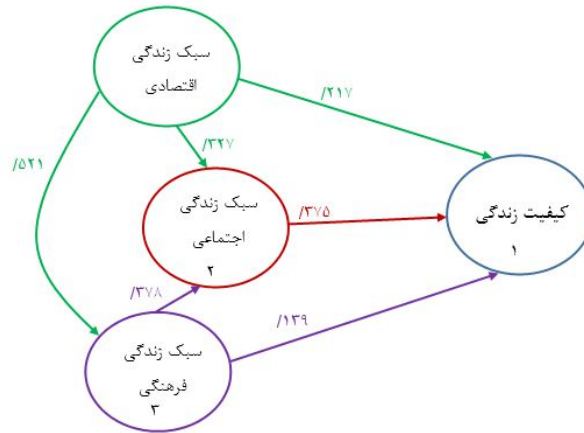 سبک زندگی
اقتصادی
/۲۱۷
/۳۲۷
/۵۲۱
سبک زندگی
اجتماعی
۲
/۳۷۵
کیفیت زندگی
۱
/۳۷۸
/۱۳۹
سبک زندگی
فرهنگی
۳